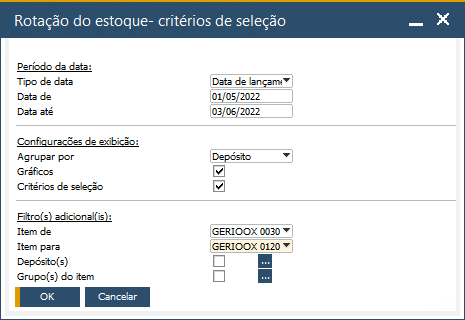 Rotação do estoque- critérios de seleção
Período da data:
Tipo de data Data de lançame
Data de 01/05/2022
Data até 03/06/2022
Configurações de exibição:
Agrupar por Depósito
Gráficos
Critérios de seleção
Filtro(s) adicional(is):
Item de GERIOOX 0030
Item para GERIOOX 0120
Depósito(s) ...
Grupo(s) do item ...
OK Cancelar